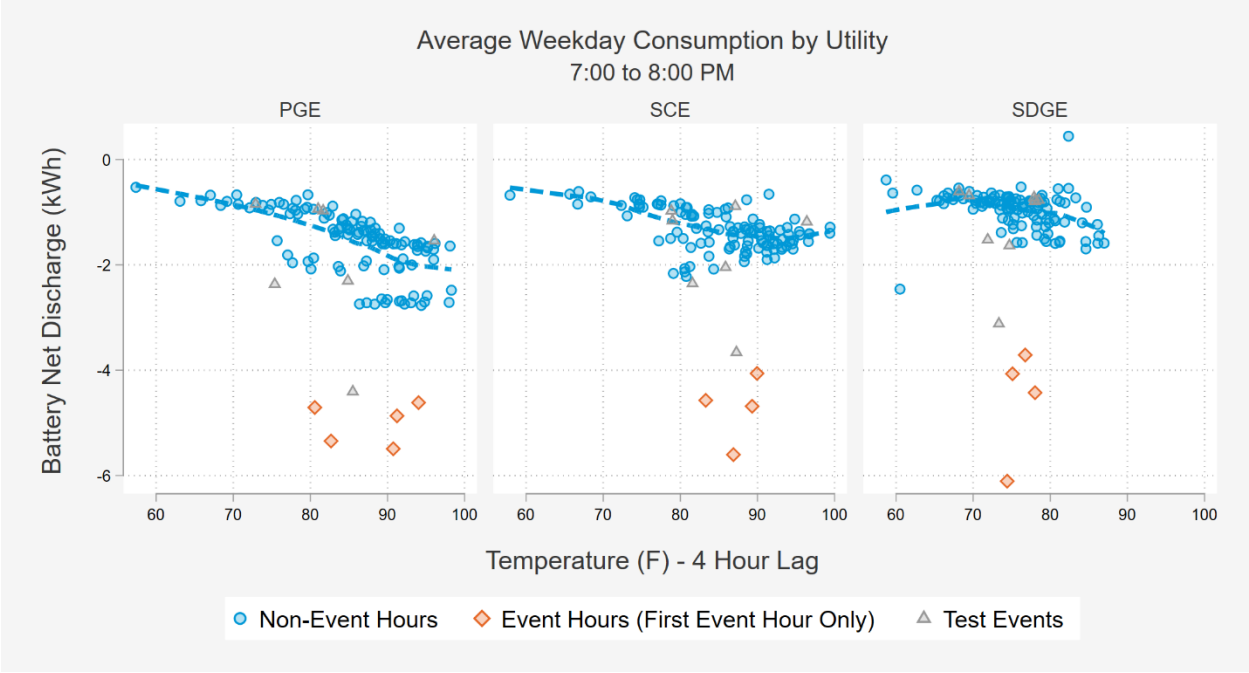 Average Weekday Consumption by Utility
7:00 to 8:00 PM
PGE SCE SDGE
Battery Net Discharge (kWh)
0
-2
-4
-6
60 70 80 90 100 60 70 80 90 100 60 70 80 90 100
Temperature (F) - 4 Hour Lag
Non-Event Hours Event Hours (First Event Hour Only) Test Events